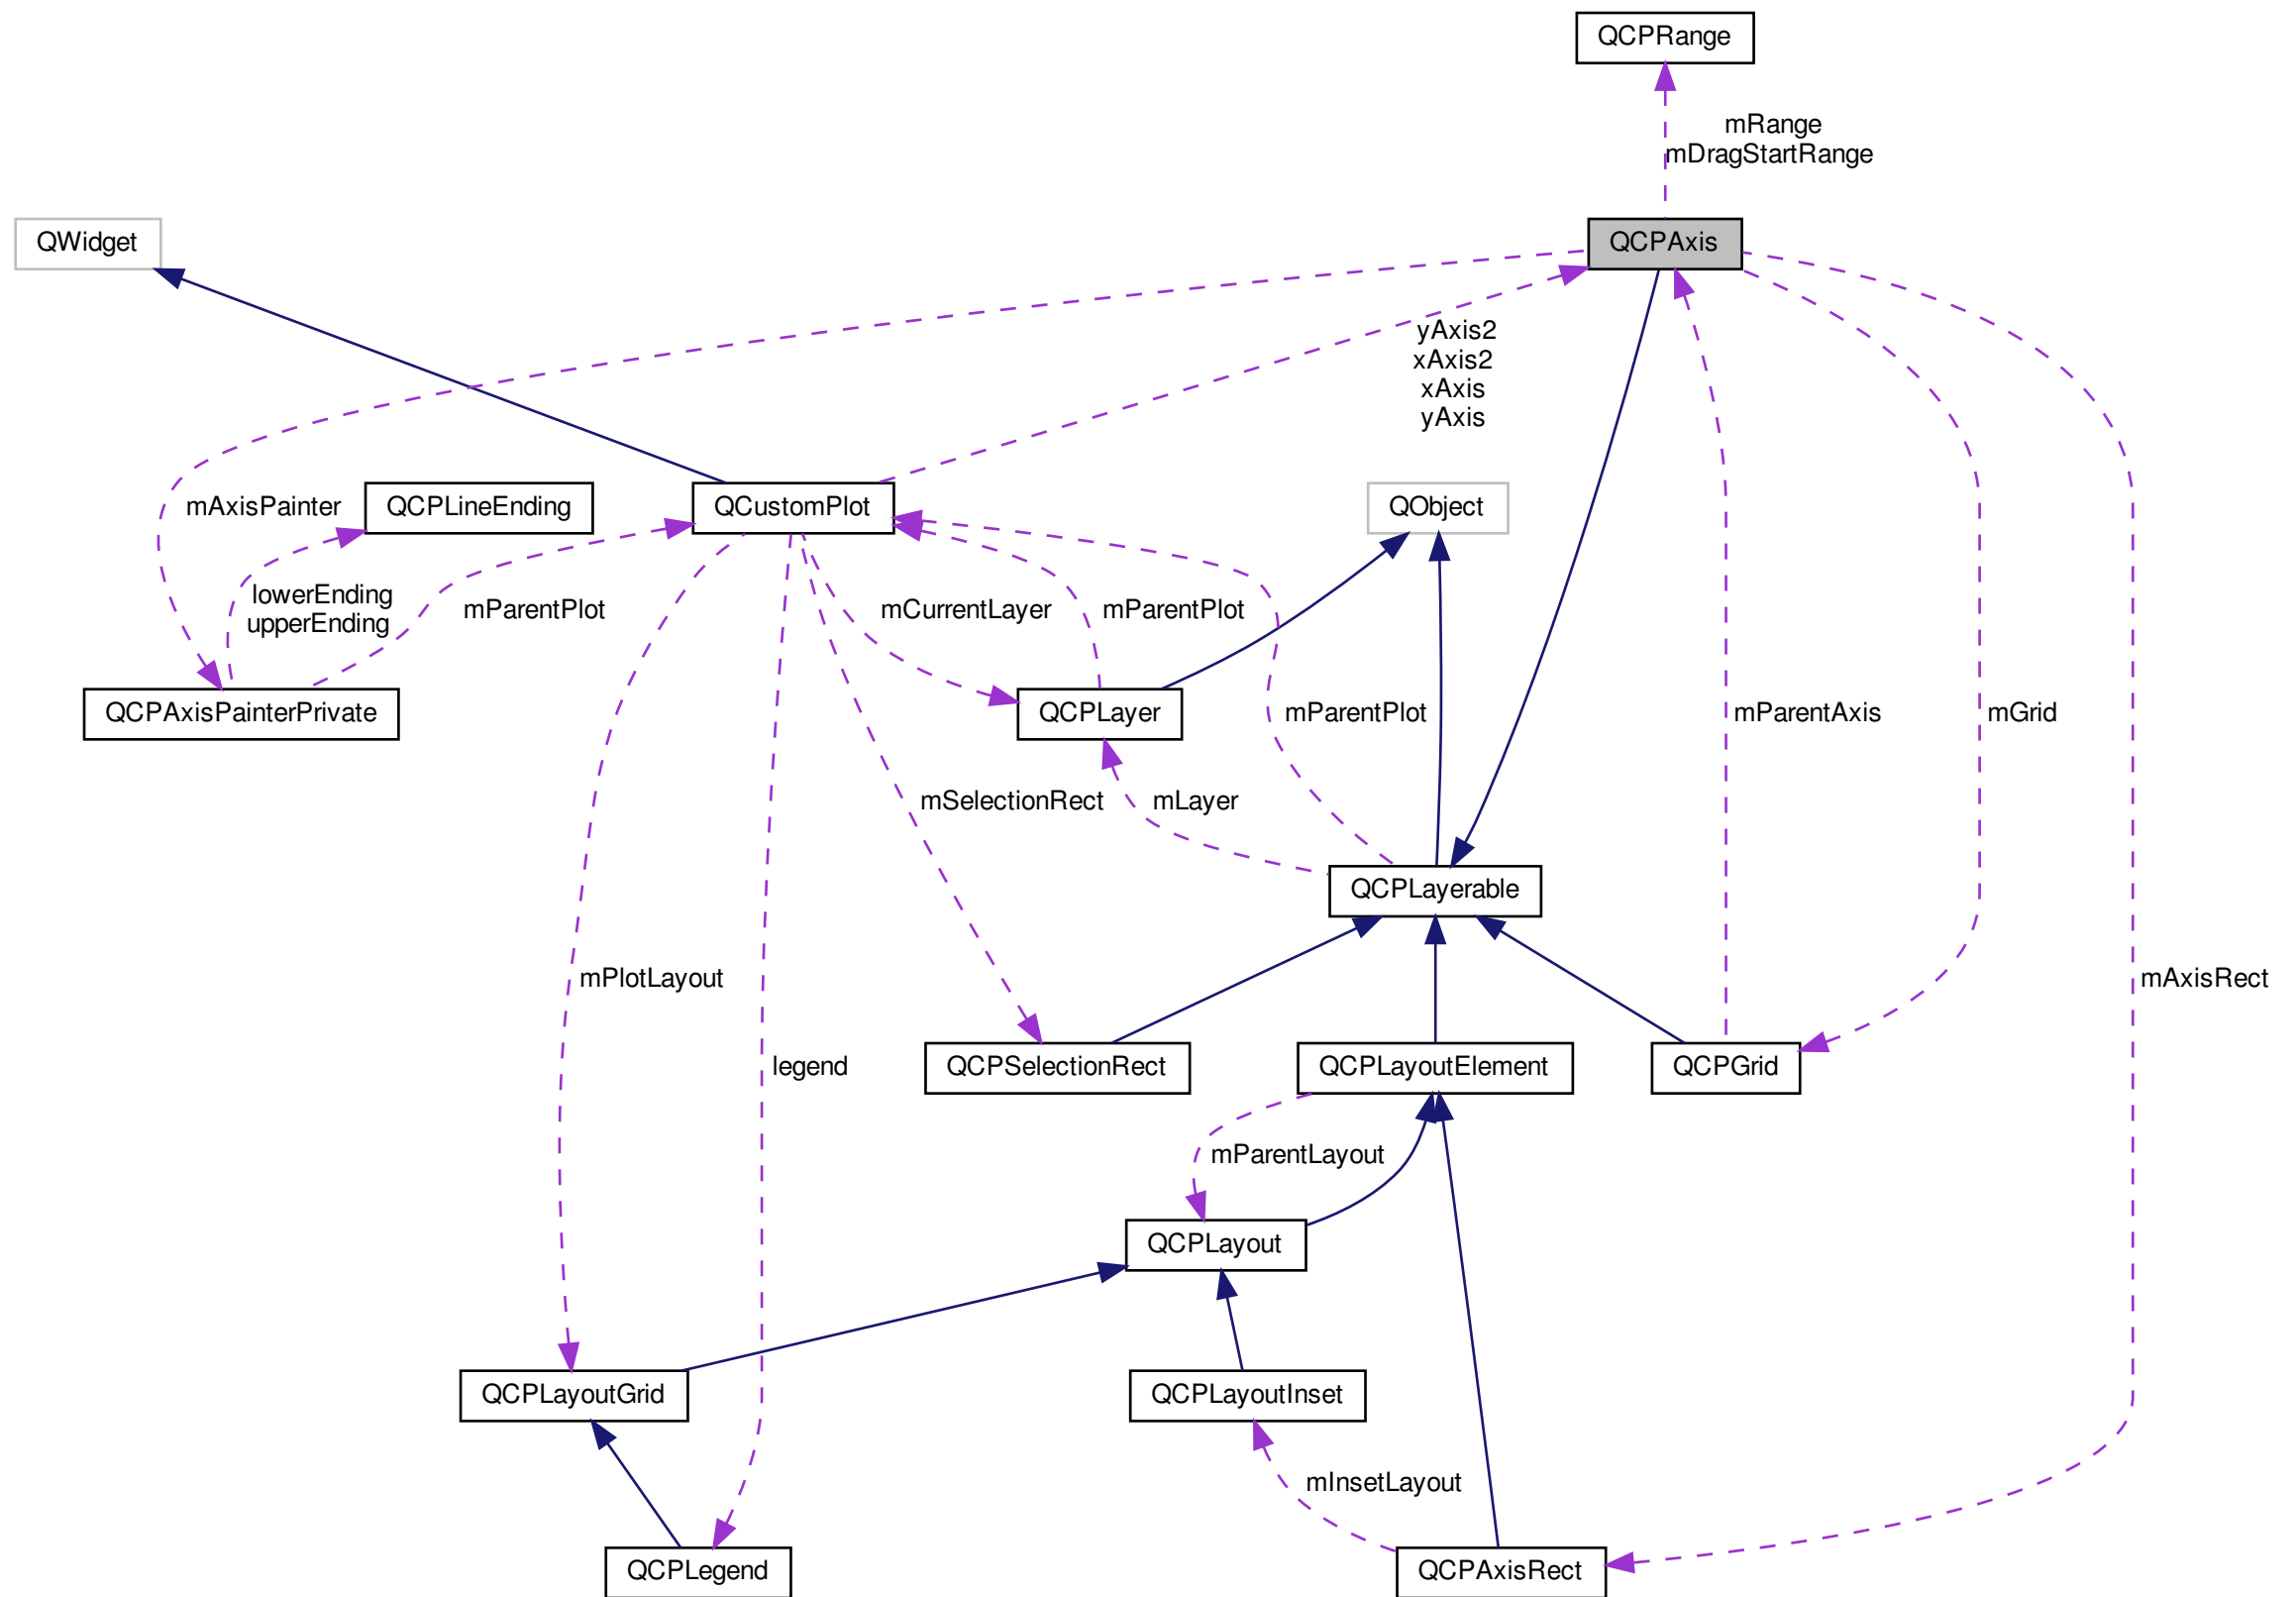 QCPRange
mRange
mDragStartRange
QWidget
QCPAxis
yAxis2
xAxis2
xAxis
yAxis
mAxisPainter
QCPLineEnding
QCustomPlot
QObject
lowerEnding
upperEnding
mParentPlot
mCurrentLayer
mParentPlot
QCPAxisPainterPrivate
QCPLayer
mParentPlot
mParentAxis
mGrid
mSelectionRect
mLayer
QCPLayerable
mPlotLayout
mAxisRect
legend
QCPSelectionRect
QCPLayoutElement
QCPGrid
mParentLayout
QCPLayout
QCPLayoutGrid
QCPLayoutInset
mInsetLayout
QCPLegend
QCPAxisRect